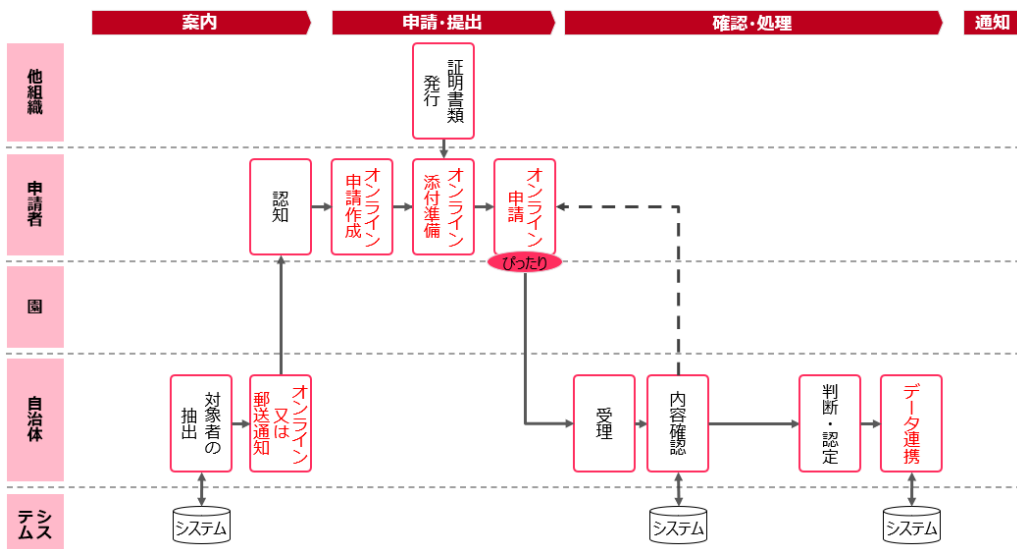 案内
申請・提出
確認・処理
通知
他組織
証明書類
発行
申請者
認知
オンライン
申請作成
オンライン
添付準備
オンライン
申請
ぴったり
園
自治体
対象者の
抽出
オンライン
又は
郵送通知
受理
内容確認
判断・認定
データ連携
シス
テム
システム
システム
システム